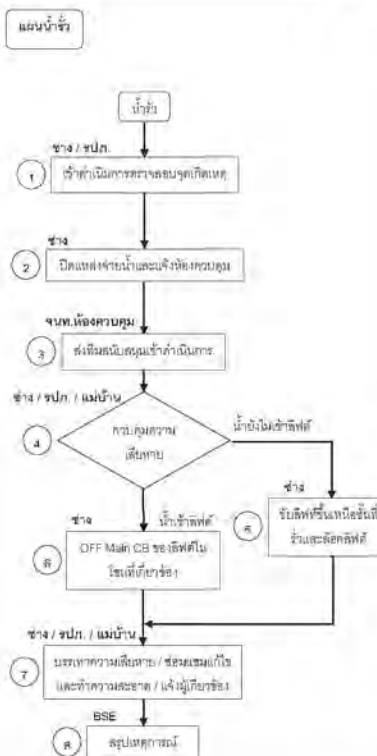 แผนน้ำรั่ว
น้ำรั่ว
ช่าง / รปภ.
1
เข้าดำเนินการตรวจสอบจุดเกิดเหตุ
ช่าง
2
ปิดแหล่งจ่ายน้ำและแจ้งห้องควบคุม
จนท.ห้องควบคุม
3
ส่งทีมสนับสนุนเข้าดำเนินการ
ช่าง / รปภ. / แม่บ้าน
4
ควบคุมความ
เสียหาย
น้ำยังไม่เข้าลิฟต์
ช่าง
ขับลิฟท์ขึ้นเหนือชั้นที่
รั่วและล็อคลิฟต์
น้ำเข้าลิฟต์
ช่าง
OFF Main CB ของลิฟต์ใน
โซนที่เกี่ยวข้อง
ช่าง / รปภ. / แม่บ้าน
7
บรรเทาความเสียหาย / ซ่อมแซมแก้ไข
และทำความสะอาด / แจ้งผู้เกี่ยวข้อง
BSE
8
สรุปเหตุการณ์